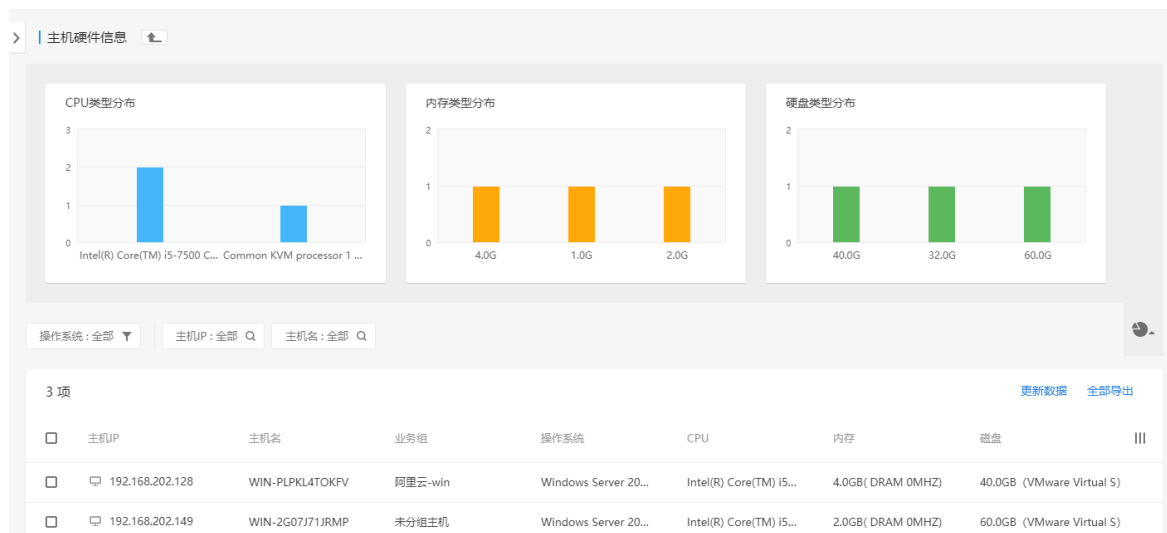 主机硬件信息
CPU类型分布
3
2
1
0
Intel(R) Core(TM) i5-7500 C... Common KVM processor 1 ...
内存类型分布
2
1
0
4.0G 1.0G 2.0G
硬盘类型分布
2
1
0
40.0G 32.0G 60.0G
操作系统 : 全部 主机IP : 全部 主机名 : 全部
3 项 更新数据 全部导出
主机IP 主机名 业务组 操作系统 CPU 内存 磁盘
192.168.202.128 WIN-PLPKL4TOKFV 阿里云-win Windows Server 20... Intel(R) Core(TM) i5... 4.0GB( DRAM 0MHZ) 40.0GB (VMware Virtual S)
192.168.202.149 WIN-2G07J71JRMP 未分组主机 Windows Server 20... Intel(R) Core(TM) i5... 2.0GB( DRAM 0MHZ) 60.0GB (VMware Virtual S)